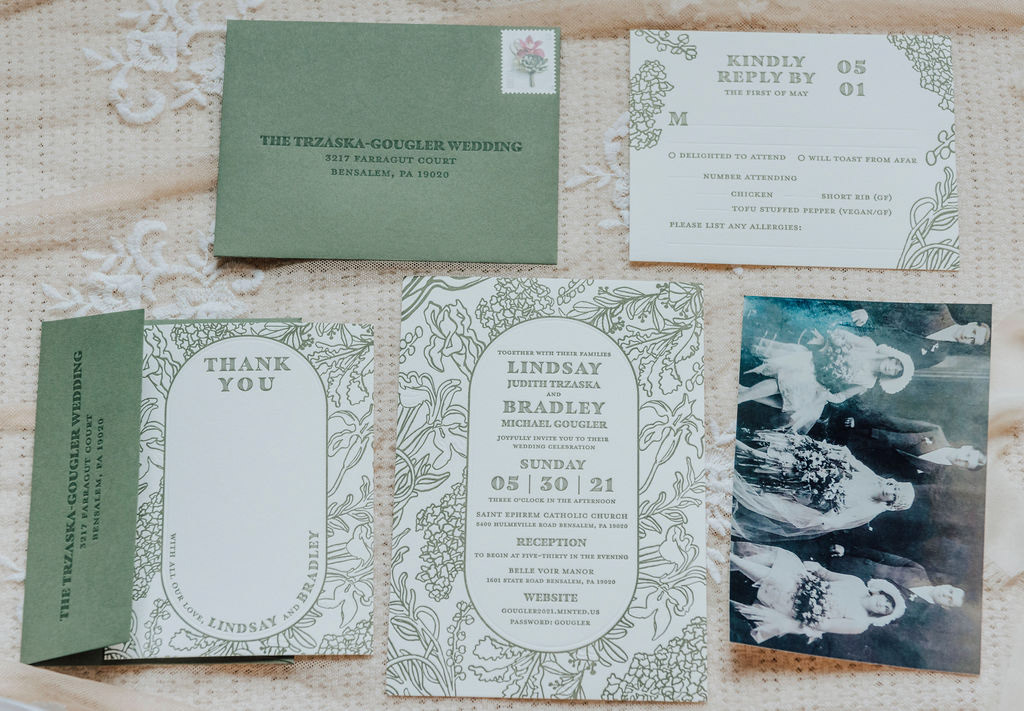 THE TRZASKA-GOUGLER WEDDING
3217 FARRAGUT COURT
BENSALEM, PA 19020
KINDLY
REPLY BY
THE FIRST OF MAY
05
01
M
DELIGHTED TO ATTEND WILL TOAST FROM AFAR
NUMBER ATTENDING
CHICKEN SHORT RIB (GF)
TOFU STUFFED PEPPER (VEGAN/GF)
PLEASE LIST ANY ALLERGIES:
THE TRZASKA-GOUGLER WEDDING
3217 FARRAGUT COURT
BENSALEM, PA 19020
THANK
YOU
WITH ALL OUR LOVE, LINDSAY AND BRADLEY
TOGETHER WITH THEIR FAMILIES
LINDSAY
JUDITH TRZASKA
AND
BRADLEY
MICHAEL GOUGLER
JOYFULLY INVITE YOU TO THEIR
WEDDING CELEBRATION
SUNDAY
05 | 30 | 21
THREE O'CLOCK IN THE AFTERNOON
SAINT EPHREM CATHOLIC CHURCH
5400 HULMEVILLE ROAD BENSALEM, PA 19020
RECEPTION
TO BEGIN AT FIVE-THIRTY IN THE EVENING
BELLE VOIR MANOR
1601 STATE ROAD BENSALEM, PA 19020
WEBSITE
GOUGLER2021.MINTED.US
PASSWORD: GOUGLER